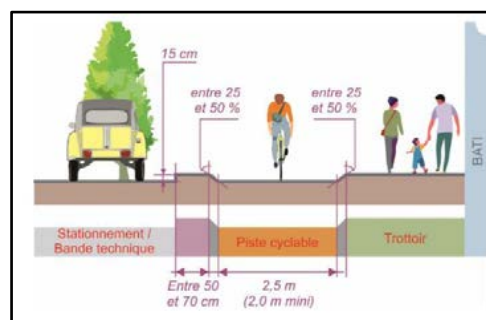 15 cm
entre 25
et 50 %
entre 25
et 50 %
BATI
Stationnement /
Bande technique
Piste cyclable
Trottoir
Entre 50
et 70 cm
2,5 m
(2,0 m mini)